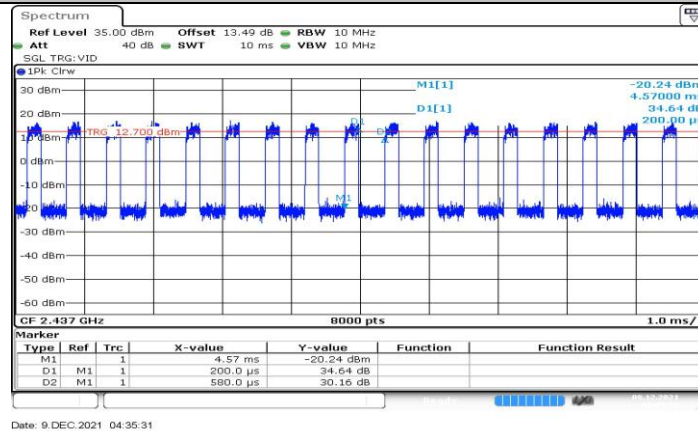 Spectrum
Ref Level 35.00 dBm Offset 13.49 dB RBW 10 MHz
Att 40 dB SWT 10 ms VBW 10 MHz
SGL TRG:VID
1Pk Clrw
M1[1] -20.24 dBm
4.57000 ms
D1[1] 34.64 dB
200.00 µs
30 dBm
20 dBm
D1
TRG 12.700 dBm
10 dBm
0 dBm
-10 dBm
M1
-20
-30 dBm
-40 dBm
-50 dBm
-60 dBm
CF 2.437 GHz 8000 pts 1.0 ms/
Marker
Type Ref Trc X-value Y-value Function Function Result
M1 1 4.57 ms -20.24 dBm
D1 M1 1 200.0 µs 34.64 dB
D2 M1 1 580.0 µs 30.16 dB
Date: 9.DEC.2021 04:35:31